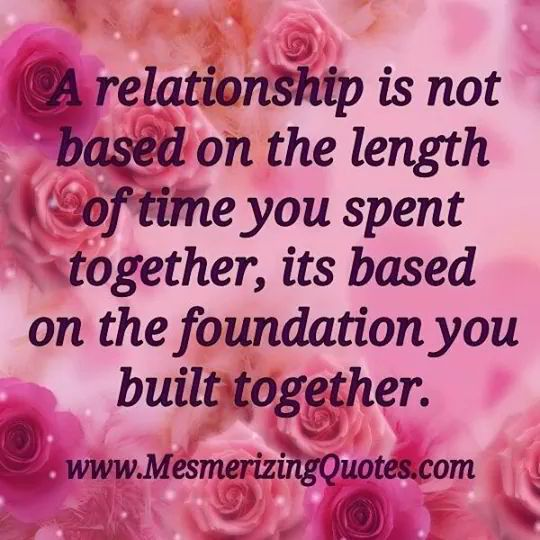 A relationship is not
based on the length
of time you spent
together, its based
on the foundation you
built together.
www.MesmerizingQuotes.com